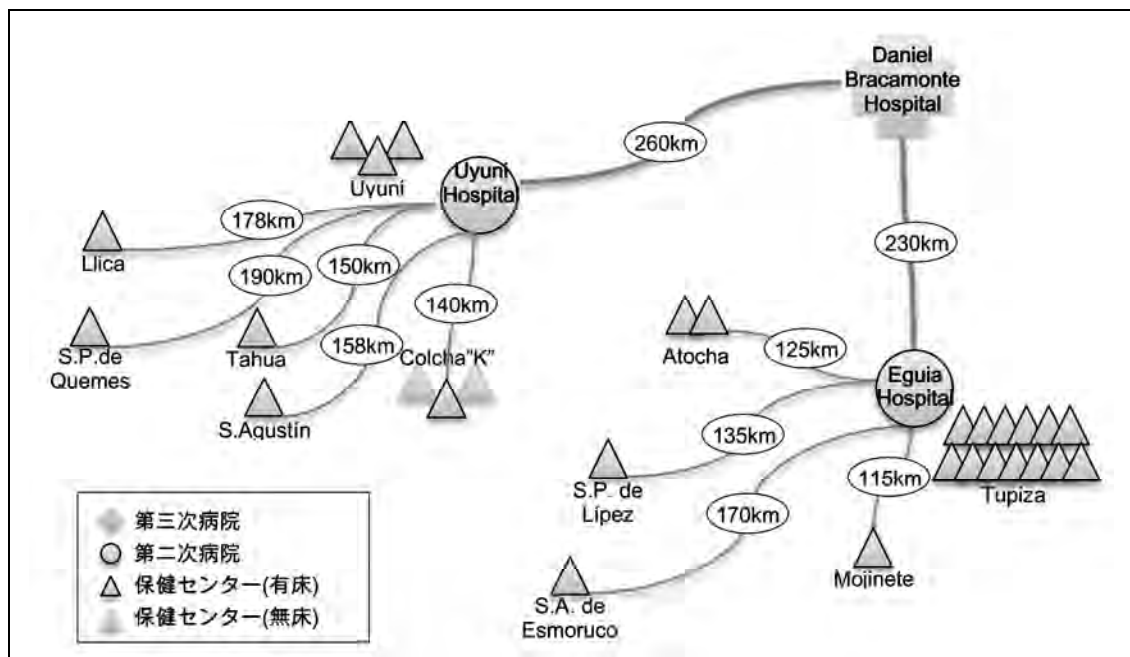 Daniel
Bracamonte
Hospital
260km
Uyuni
Uyuní
Hospital
178km
Llica
190km
150km
230km
S.P.de
Quemes
Tahua
158km
140km
Colcha"K"
S.Agustín
Atocha
125km
Eguia
Hospital
135km
S.P. de
Lípez
170km
115km
Tupiza
Mojinete
S.A. de
Esmoruco
第三次病院
第二次病院
保健センター(有床)
保健センター(無床)